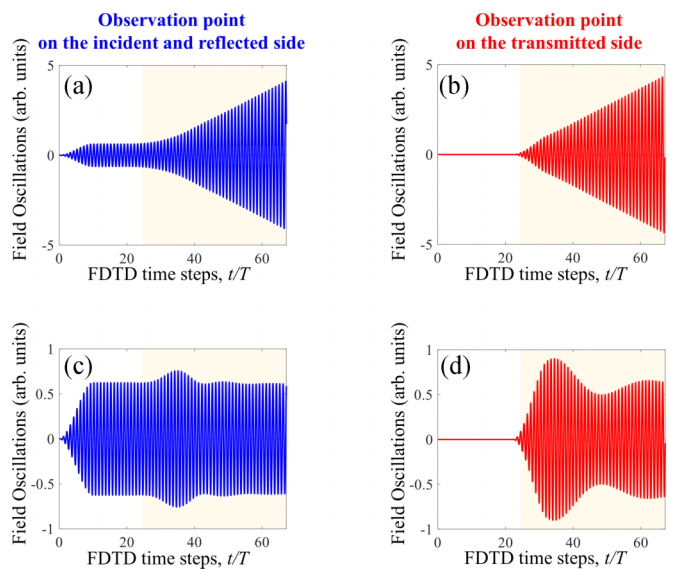 Observation point
on the incident and reflected side
Observation point
on the transmitted side
(a)
Field Oscillations (arb. units)
5
0
-5
0
20
40
60
FDTD time steps, t/T
(b)
Field Oscillations (arb. units)
5
0
-5
0
20
40
60
FDTD time steps, t/T
(c)
Field Oscillations (arb. units)
1
0.5
0
-0.5
-1
0
20
40
60
FDTD time steps, t/T
(d)
Field Oscillations (arb. units)
1
0.5
0
-0.5
-1
0
20
40
60
FDTD time steps, t/T